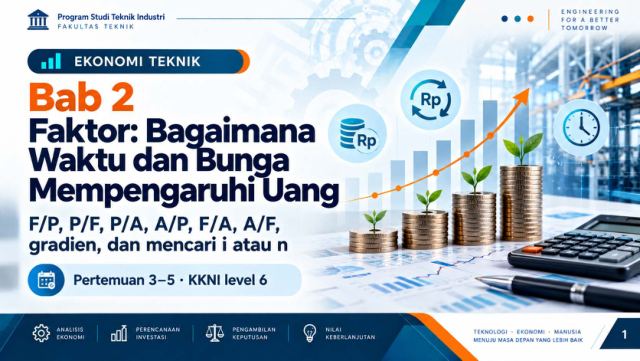 Program Studi Teknik Industri
FAKULTAS TEKNIK
ENGINEERING
FOR A BETTER
TOMORROW
EKONOMI TEKNIK
Bab 2
Faktor: Bagaimana
Waktu dan Bunga
Mempengaruhi Uang
F/P, P/F, P/A, A/P, F/A, A/F,
gradien, dan mencari i atau n
Pertemuan 3–5 · KKNI level 6
Rp
Rp
ANALISIS
EKONOMI
PERENCANAAN
INVESTASI
PENGAMBILAN
KEPUTUSAN
NILAI
KEBERLANJUTAN
TEKNOLOGI · EKONOMI · MANUSIA
MENUJU MASA DEPAN YANG LEBIH BAIK
1